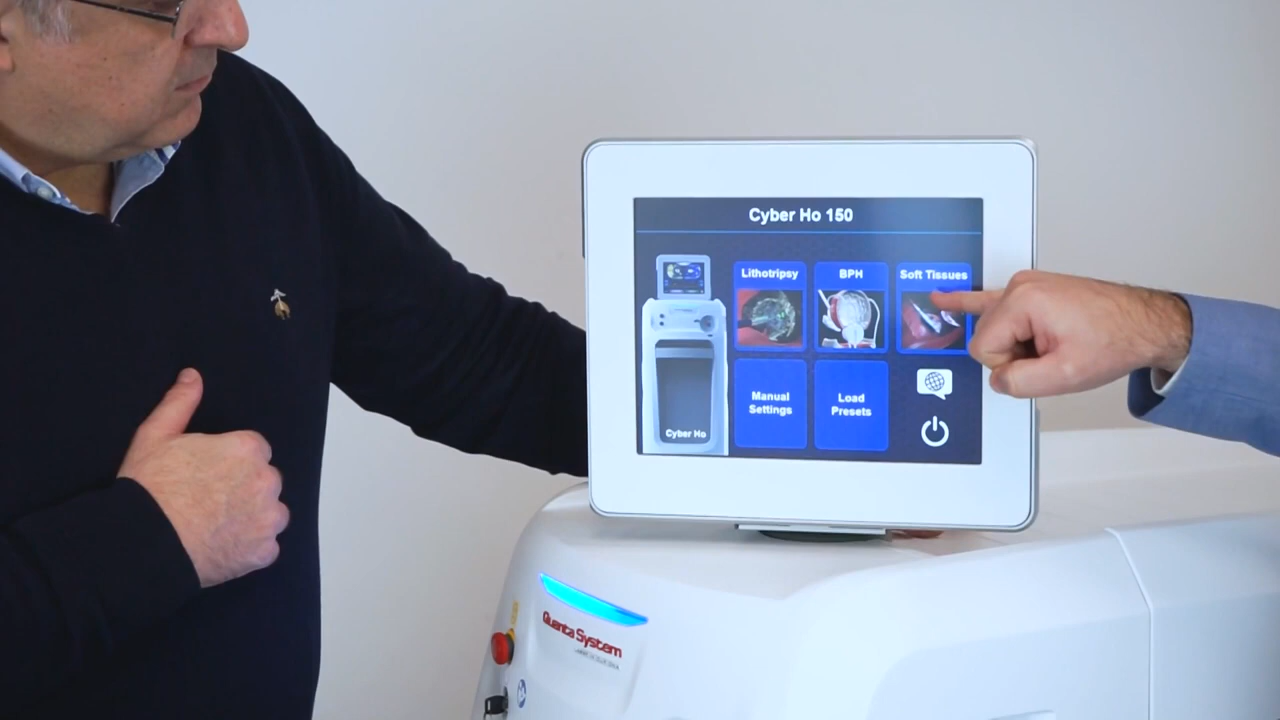 Cyber Ho 150
Lithotripsy
BPH
Soft Tissues
Manual
Settings
Load
Presets
Cyber Ho
Quanta System